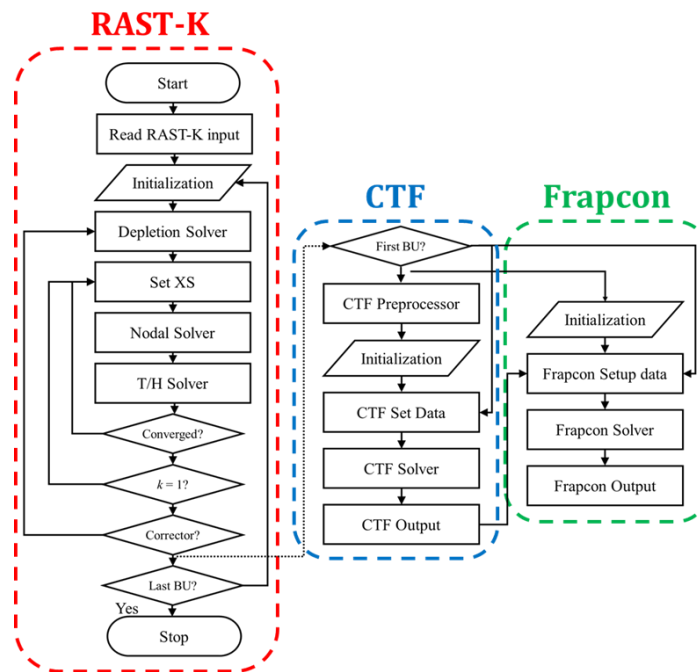 RAST-K
Start
Read RAST-K input
Initialization
Depletion Solver
Set XS
Nodal Solver
T/H Solver
Converged?
k = 1?
Corrector?
Last BU?
Yes
Stop
CTF
First BU?
CTF Preprocessor
Initialization
CTF Set Data
CTF Solver
CTF Output
Frapcon
Initialization
Frapcon Setup data
Frapcon Solver
Frapcon Output